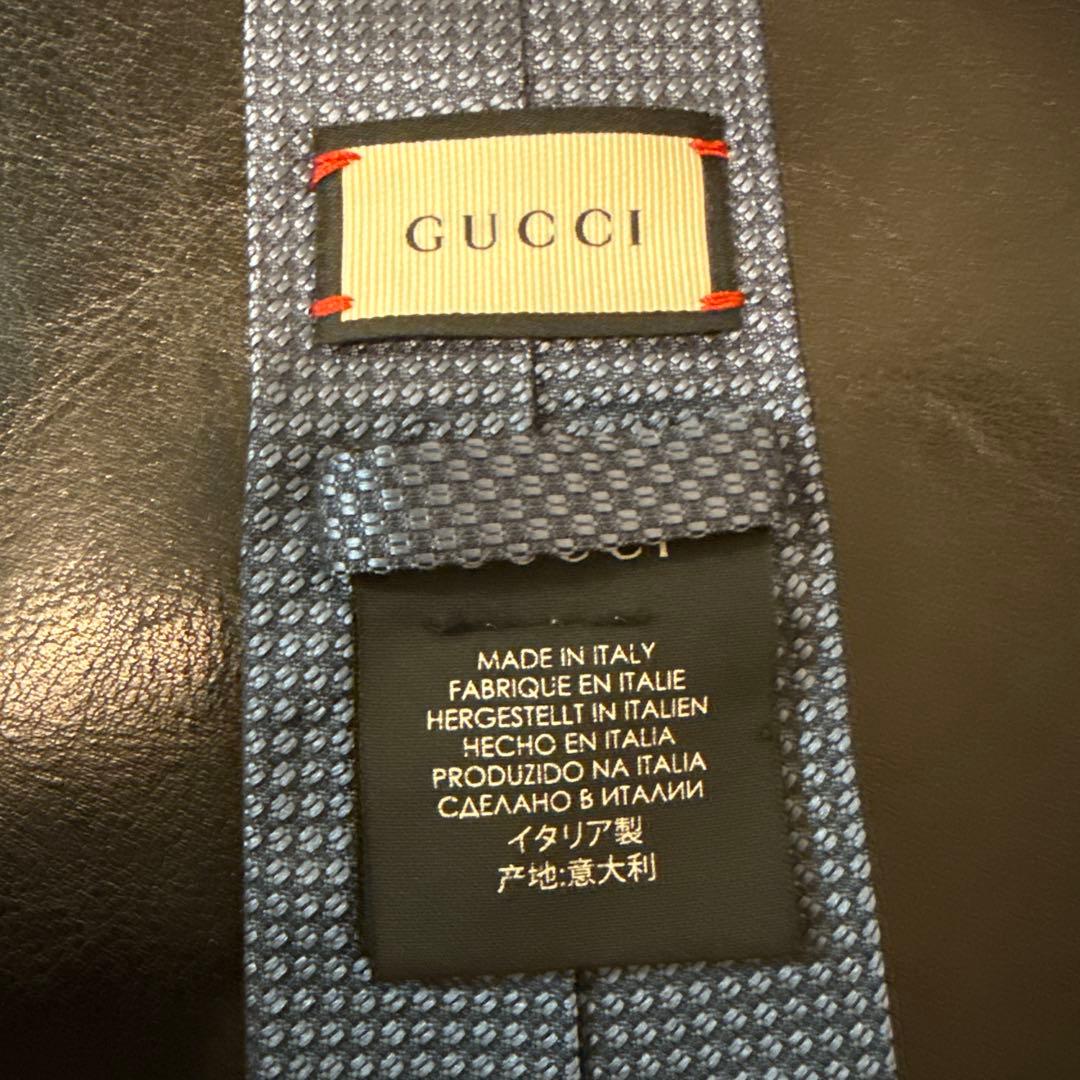 GUCCI
MADE IN ITALY
FABRIQUE EN ITALIE
HERGESTELLT IN ITALIEN
HECHO EN ITALIA
PRODUZIDO NA ITALIA
СДЕЛАНО В ИТАЛИИ
イタリア製
产地:意大利